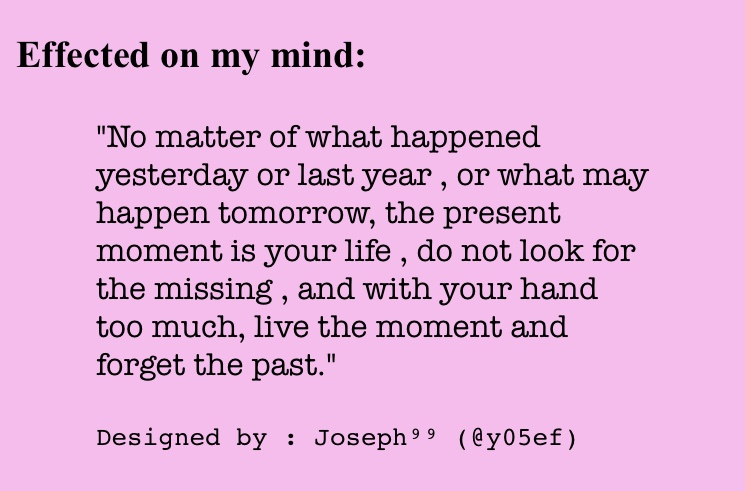 Effected on my mind:
"No matter of what happened
yesterday or last year , or what may
happen tomorrow, the present
moment is your life , do not look for
the missing , and with your hand
too much, live the moment and
forget the past."
Designed by : Joseph⁹⁹ (@y05ef)